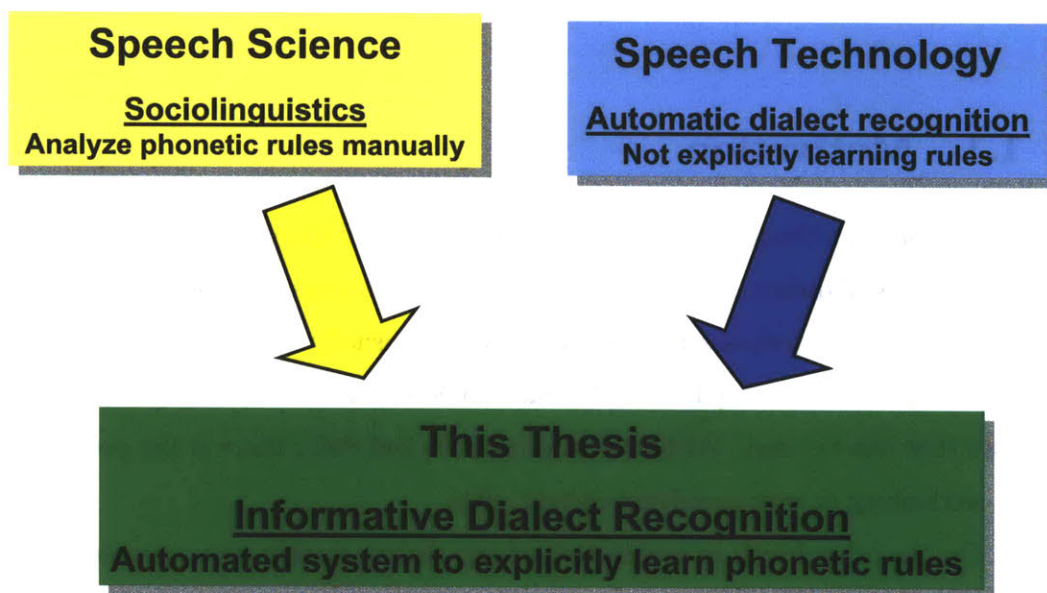 Speech Science
Sociolinguistics
Analyze phonetic rules manually
Speech Technology
Automatic dialect recognition
Not explicitly learning rules
This Thesis
Informative Dialect Recognition
Automated system to explicitly learn phonetic rules